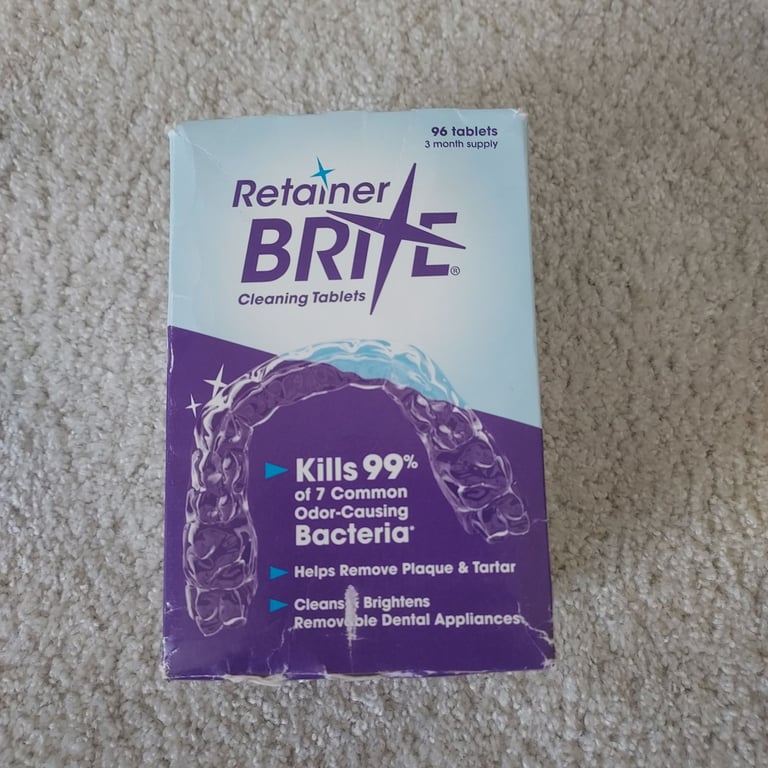 96 tablets
3 month supply
Retainer
BRITE®
Cleaning Tablets
Kills 99%
of 7 Common
Odor-Causing
Bacteria*
Helps Remove Plaque & Tartar
Cleans & Brightens
Removable Dental Appliances